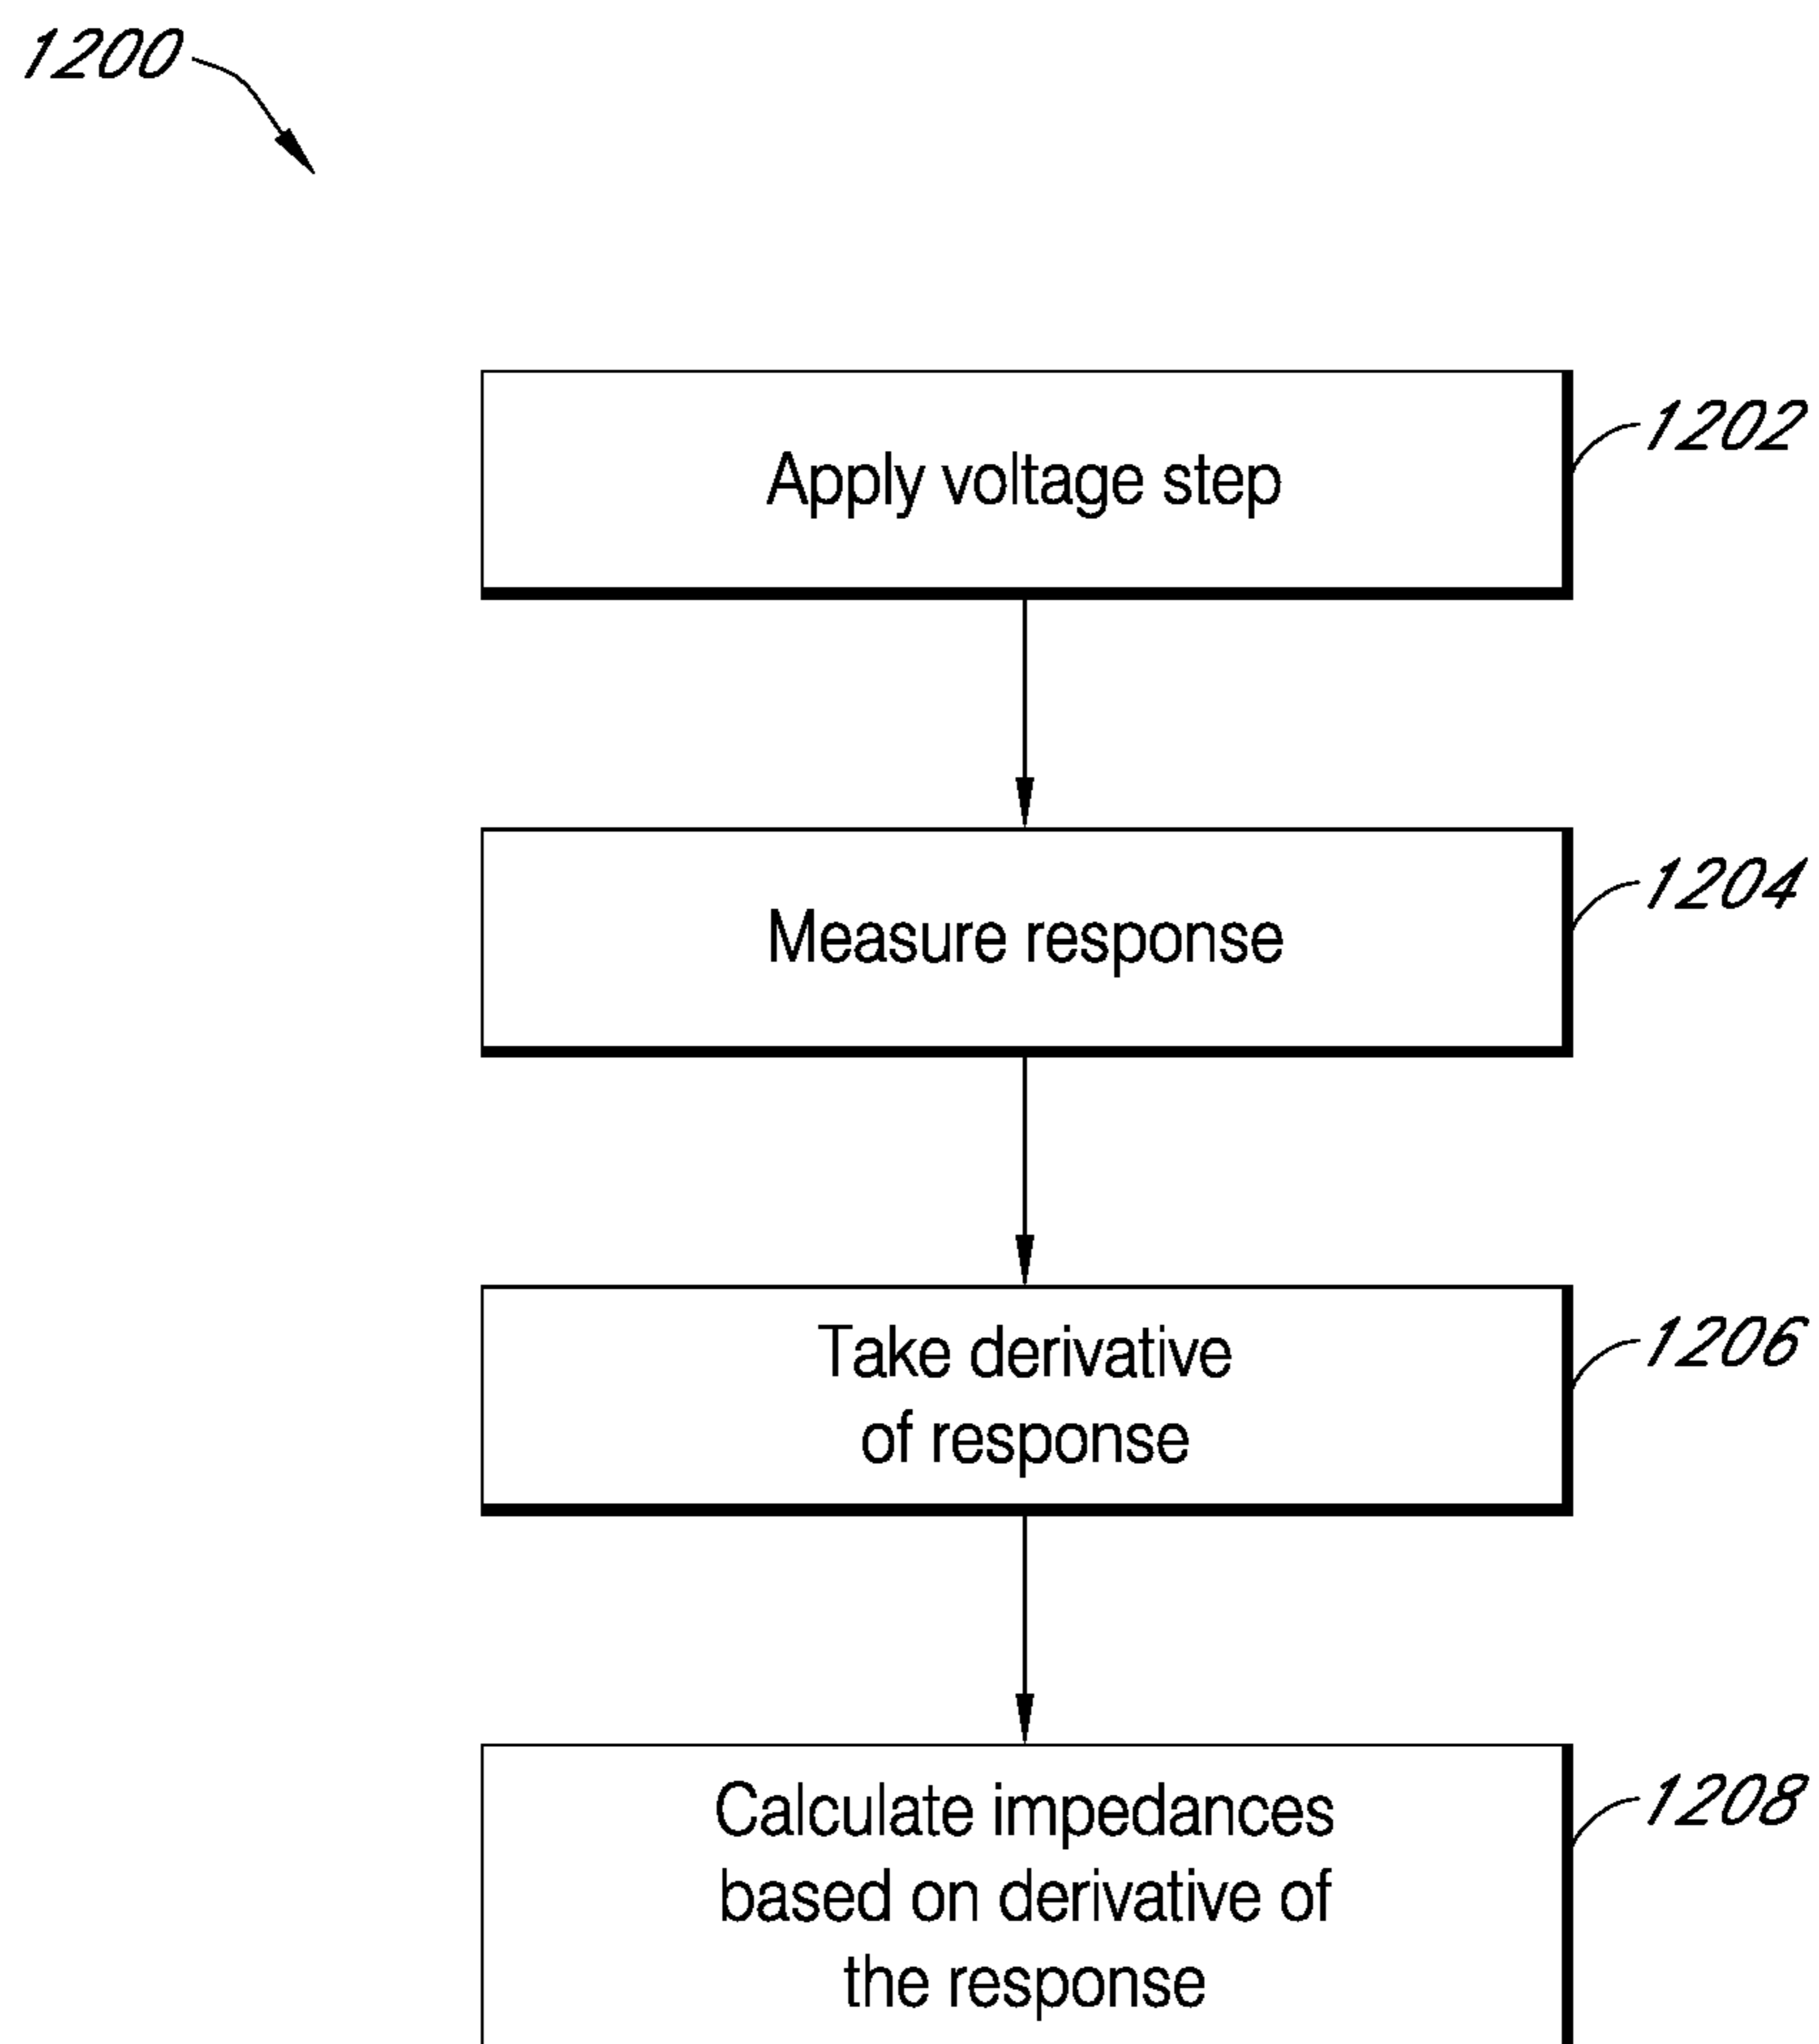 1200
Apply voltage step
1202
Measure response
1204
Take derivative
of response
1206
Calculate impedances
based on derivative of
the response
1208